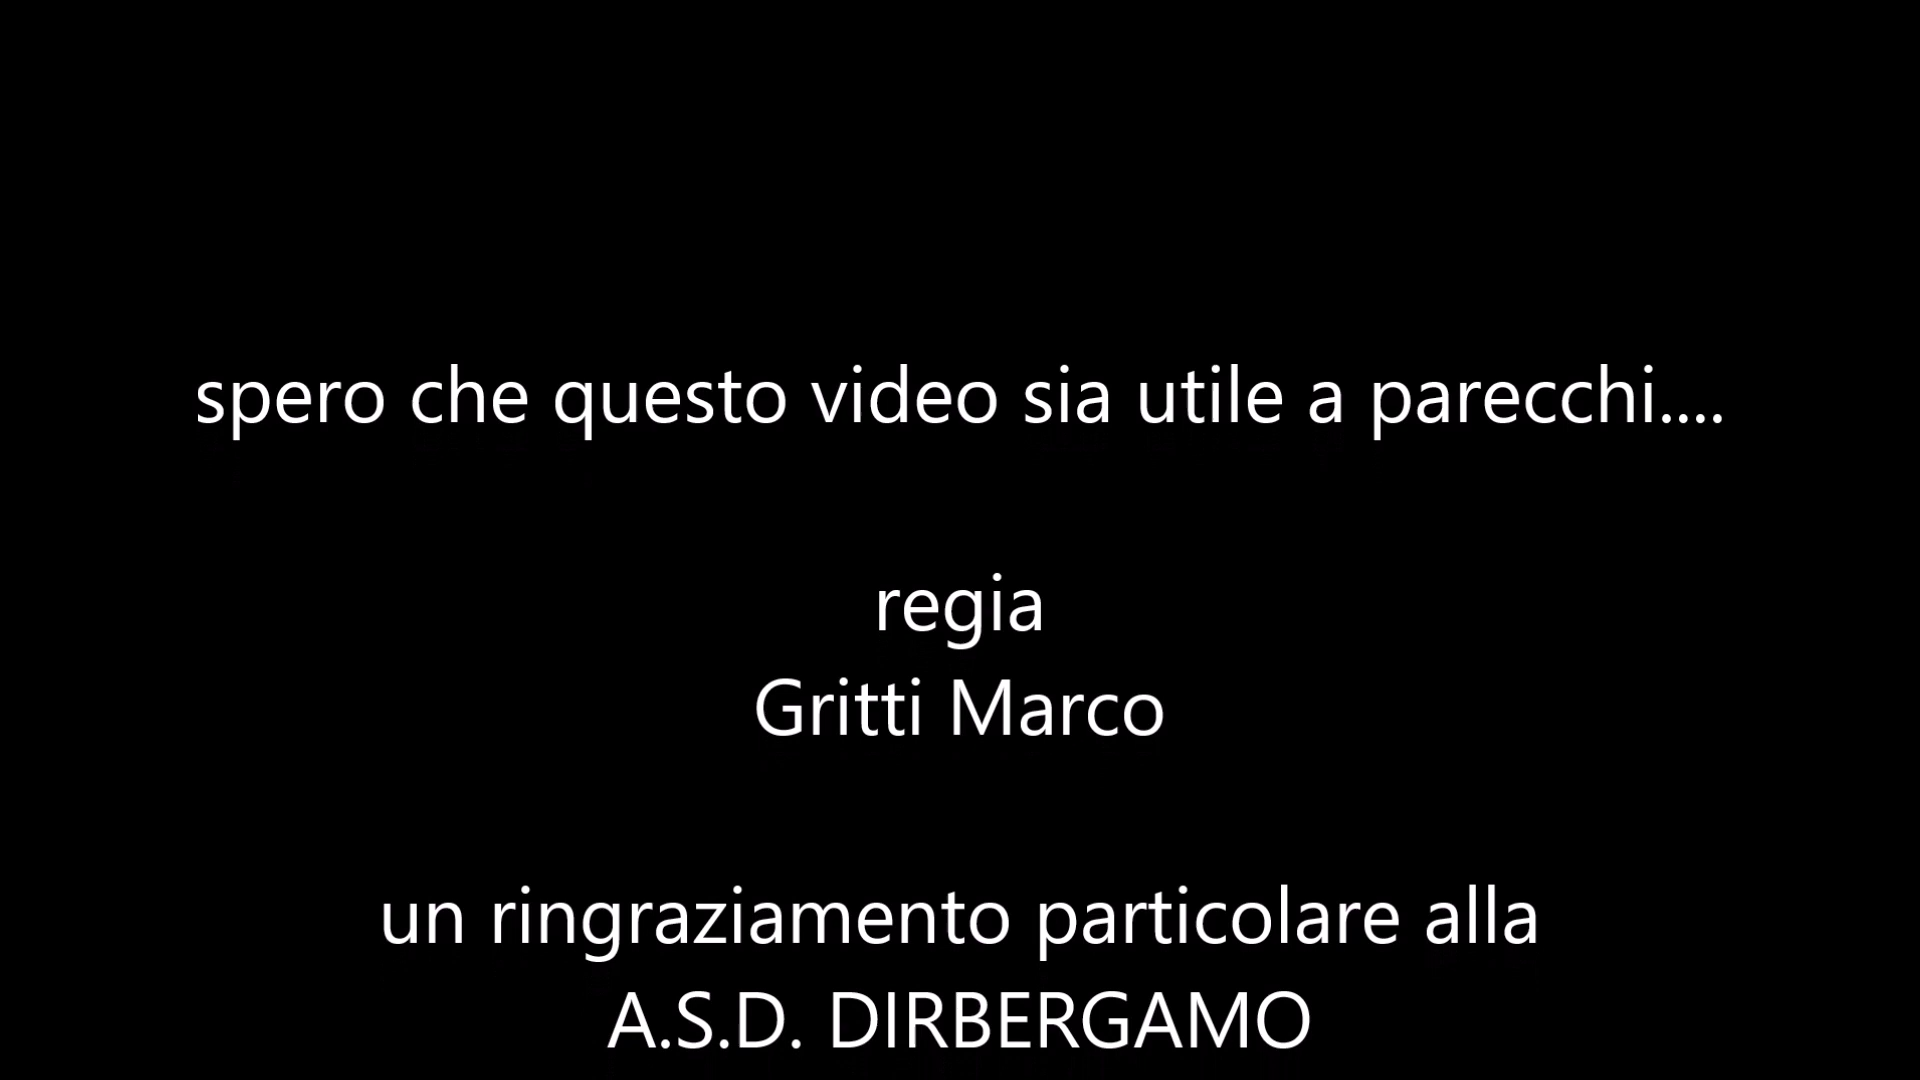 spero che questo video sia utile a parecchi....
regia
Gritti Marco
un ringraziamento particolare alla
A.S.D. DIRBERGAMO